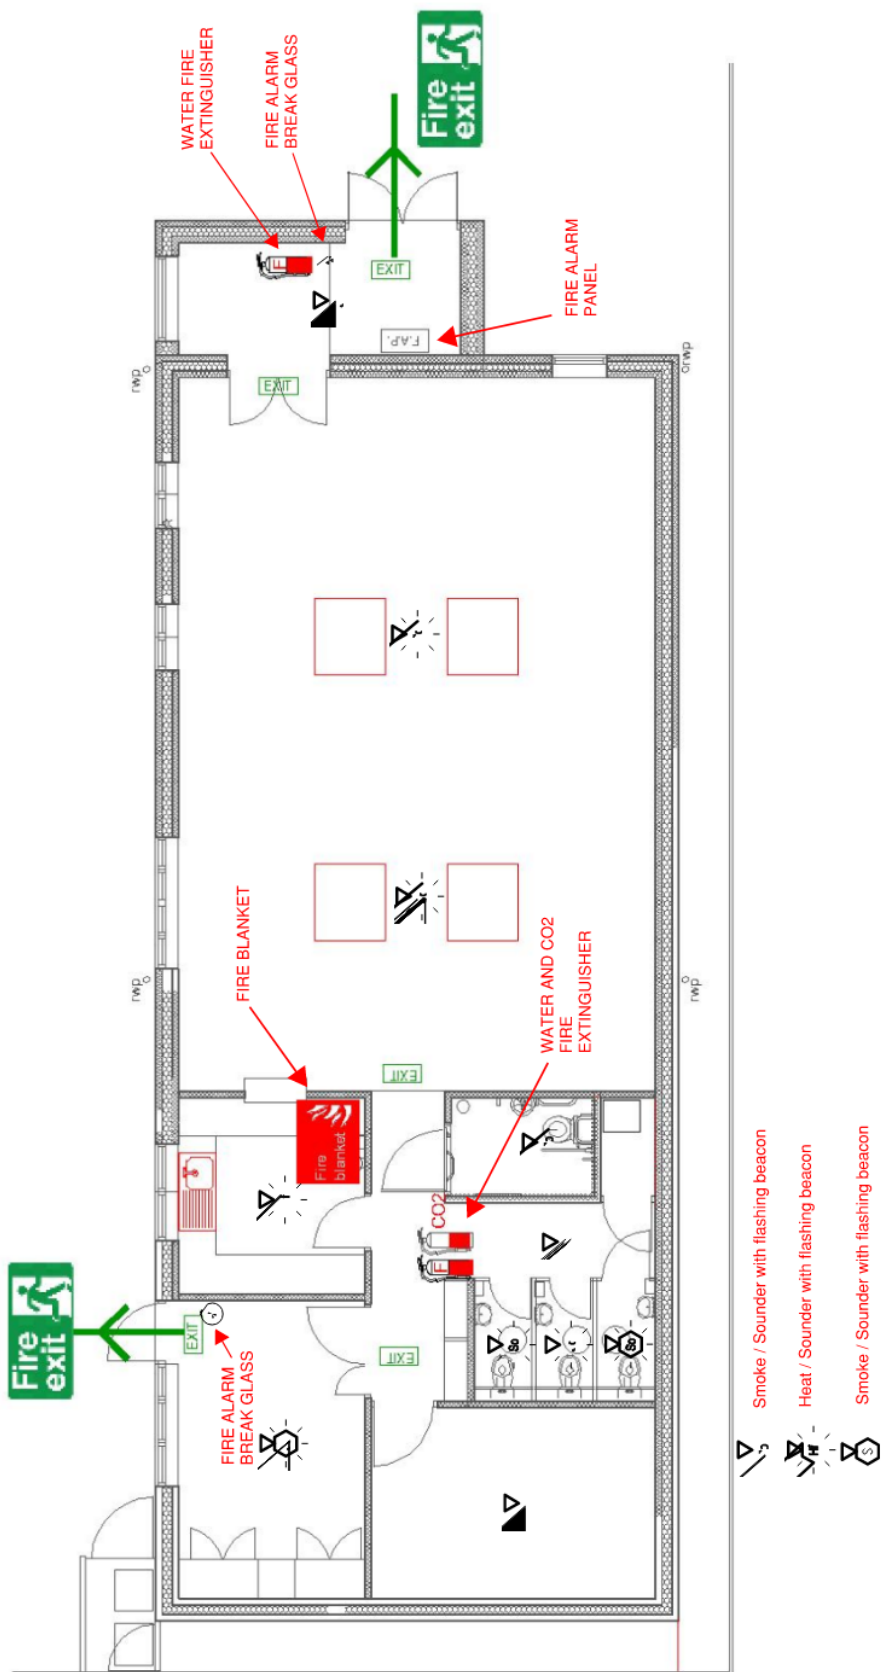 Fire
exit
WATER FIRE
EXTINGUISHER
FIRE ALARM
BREAK GLASS
F
EXIT
F.A.P.
FIRE ALARM
PANEL
rwp
EXIT
rwp
FIRE BLANKET
rwp
rwp
WATER AND CO2
FIRE
EXTINGUISHER
EXIT
Fire
blanket
CO2
F
Fire
exit
EXIT
EXIT
FIRE ALARM
BREAK GLASS
So
So
Smoke / Sounder with flashing beacon
Heat / Sounder with flashing beacon
S
Smoke / Sounder with flashing beacon